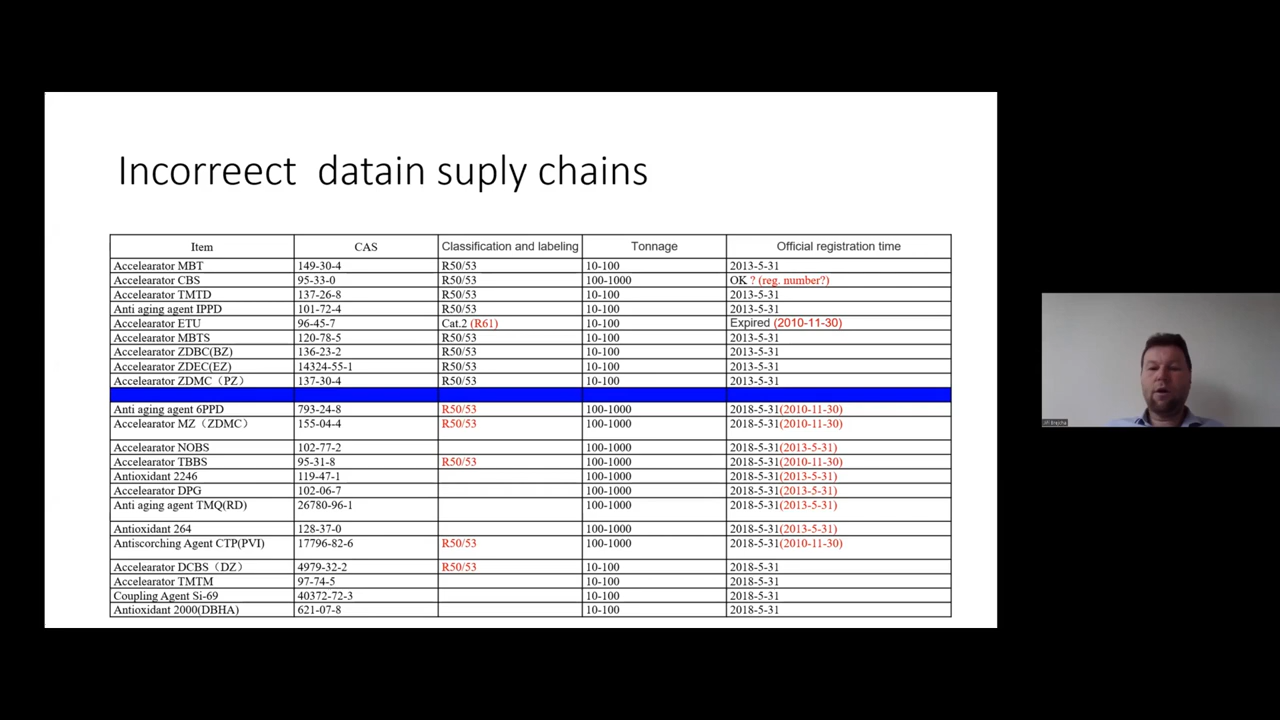 Incorreect  datain suply chains
Item CAS Classification and labeling Tonnage Official registration time
Accelearator MBT 149-30-4 R50/53 10-100 2013-5-31
Accelearator CBS 95-33-0 R50/53 100-1000 OK ? (reg. number?)
Accelearator TMTD 137-26-8 R50/53 10-100 2013-5-31
Anti aging agent IPPD 101-72-4 R50/53 10-100 2013-5-31
Accelearator ETU 96-45-7 Cat.2 (R61) 10-100 Expired (2010-11-30)
Accelearator MBTS 120-78-5 R50/53 10-100 2013-5-31
Accelearator ZDBC(BZ) 136-23-2 R50/53 10-100 2013-5-31
Accelearator ZDEC(EZ) 14324-55-1 R50/53 10-100 2013-5-31
Accelearator ZDMC（PZ） 137-30-4 R50/53 10-100 2013-5-31
Anti aging agent 6PPD 793-24-8 R50/53 100-1000 2018-5-31(2010-11-30)
Accelearator MZ（ZDMC） 155-04-4 R50/53 100-1000 2018-5-31(2010-11-30)
Accelearator NOBS 102-77-2 100-1000 2018-5-31(2013-5-31)
Accelearator TBBS 95-31-8 R50/53 100-1000 2018-5-31(2010-11-30)
Antioxidant 2246 119-47-1 100-1000 2018-5-31(2013-5-31)
Accelearator DPG 102-06-7 100-1000 2018-5-31(2013-5-31)
Anti aging agent TMQ(RD) 26780-96-1 100-1000 2018-5-31(2013-5-31)
Antioxidant 264 128-37-0 100-1000 2018-5-31(2013-5-31)
Antiscorching Agent CTP(PVI) 17796-82-6 R50/53 100-1000 2018-5-31(2010-11-30)
Accelearator DCBS（DZ） 4979-32-2 R50/53 10-100 2018-5-31
Accelearator TMTM 97-74-5 10-100 2018-5-31
Coupling Agent Si-69 40372-72-3 10-100 2018-5-31
Antioxidant 2000(DBHA) 621-07-8 10-100 2018-5-31